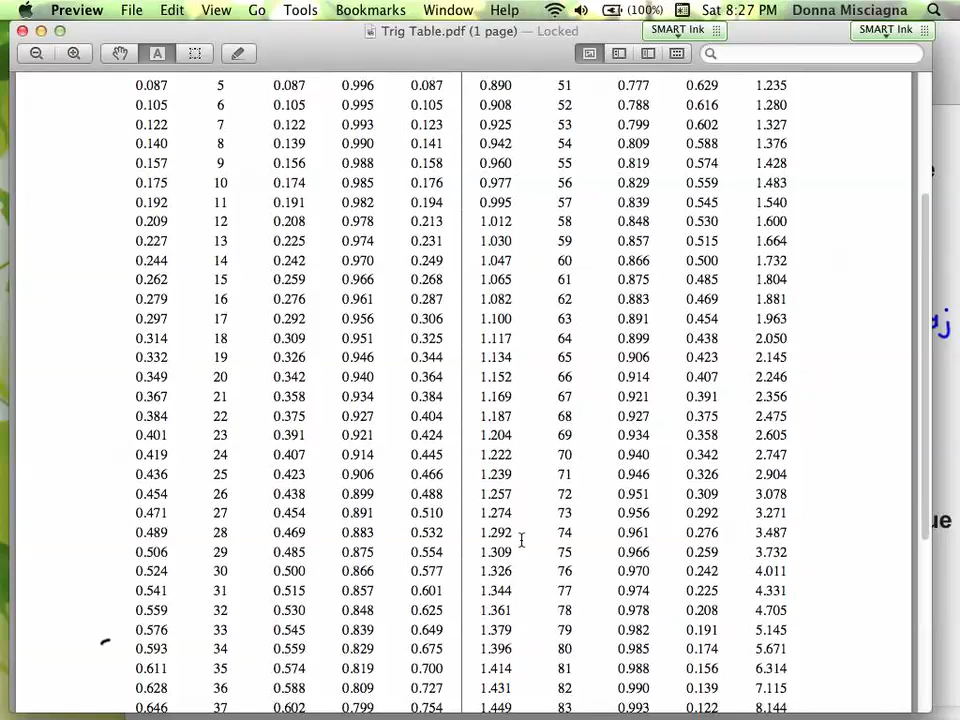 Preview File Edit View Go Tools Bookmarks Window Help (100%) Sat 8:27 PM Donna Misciagna
Trig Table.pdf (1 page) — Locked SMART Ink SMART Ink
0.087 5 0.087 0.996 0.087 0.890 51 0.777 0.629 1.235
0.105 6 0.105 0.995 0.105 0.908 52 0.788 0.616 1.280
0.122 7 0.122 0.993 0.123 0.925 53 0.799 0.602 1.327
0.140 8 0.139 0.990 0.141 0.942 54 0.809 0.588 1.376
0.157 9 0.156 0.988 0.158 0.960 55 0.819 0.574 1.428
0.175 10 0.174 0.985 0.176 0.977 56 0.829 0.559 1.483
0.192 11 0.191 0.982 0.194 0.995 57 0.839 0.545 1.540
0.209 12 0.208 0.978 0.213 1.012 58 0.848 0.530 1.600
0.227 13 0.225 0.974 0.231 1.030 59 0.857 0.515 1.664
0.244 14 0.242 0.970 0.249 1.047 60 0.866 0.500 1.732
0.262 15 0.259 0.966 0.268 1.065 61 0.875 0.485 1.804
0.279 16 0.276 0.961 0.287 1.082 62 0.883 0.469 1.881
0.297 17 0.292 0.956 0.306 1.100 63 0.891 0.454 1.963
0.314 18 0.309 0.951 0.325 1.117 64 0.899 0.438 2.050
0.332 19 0.326 0.946 0.344 1.134 65 0.906 0.423 2.145
0.349 20 0.342 0.940 0.364 1.152 66 0.914 0.407 2.246
0.367 21 0.358 0.934 0.384 1.169 67 0.921 0.391 2.356
0.384 22 0.375 0.927 0.404 1.187 68 0.927 0.375 2.475
0.401 23 0.391 0.921 0.424 1.204 69 0.934 0.358 2.605
0.419 24 0.407 0.914 0.445 1.222 70 0.940 0.342 2.747
0.436 25 0.423 0.906 0.466 1.239 71 0.946 0.326 2.904
0.454 26 0.438 0.899 0.488 1.257 72 0.951 0.309 3.078
0.471 27 0.454 0.891 0.510 1.274 73 0.956 0.292 3.271
0.489 28 0.469 0.883 0.532 1.292 74 0.961 0.276 3.487
0.506 29 0.485 0.875 0.554 1.309 75 0.966 0.259 3.732
0.524 30 0.500 0.866 0.577 1.326 76 0.970 0.242 4.011
0.541 31 0.515 0.857 0.601 1.344 77 0.974 0.225 4.331
0.559 32 0.530 0.848 0.625 1.361 78 0.978 0.208 4.705
0.576 33 0.545 0.839 0.649 1.379 79 0.982 0.191 5.145
0.593 34 0.559 0.829 0.675 1.396 80 0.985 0.174 5.671
0.611 35 0.574 0.819 0.700 1.414 81 0.988 0.156 6.314
0.628 36 0.588 0.809 0.727 1.431 82 0.990 0.139 7.115
0.646 37 0.602 0.799 0.754 1.449 83 0.993 0.122 8.144